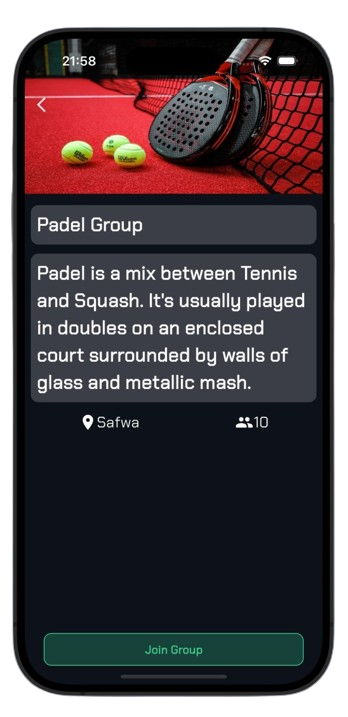 21:58
Wilson
Padel Group
Padel is a mix between Tennis
and Squash. It's usually played
in doubles on an enclosed
court surrounded by walls of
glass and metallic mash.
Safwa
10
Join Group